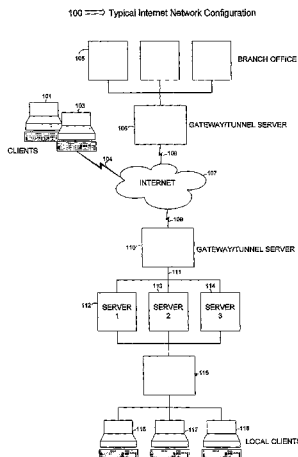 100 Typical Internet Network Configuration
105
BRANCH OFFICE
101
103
106
GATEWAY/TUNNEL SERVER
CLIENTS
104
108
INTERNET
107
109
110
GATEWAY/TUNNEL SERVER
111
112
113
114
SERVER 1
SERVER 2
SERVER 3
115
116
117
118
LOCAL CLIENTS